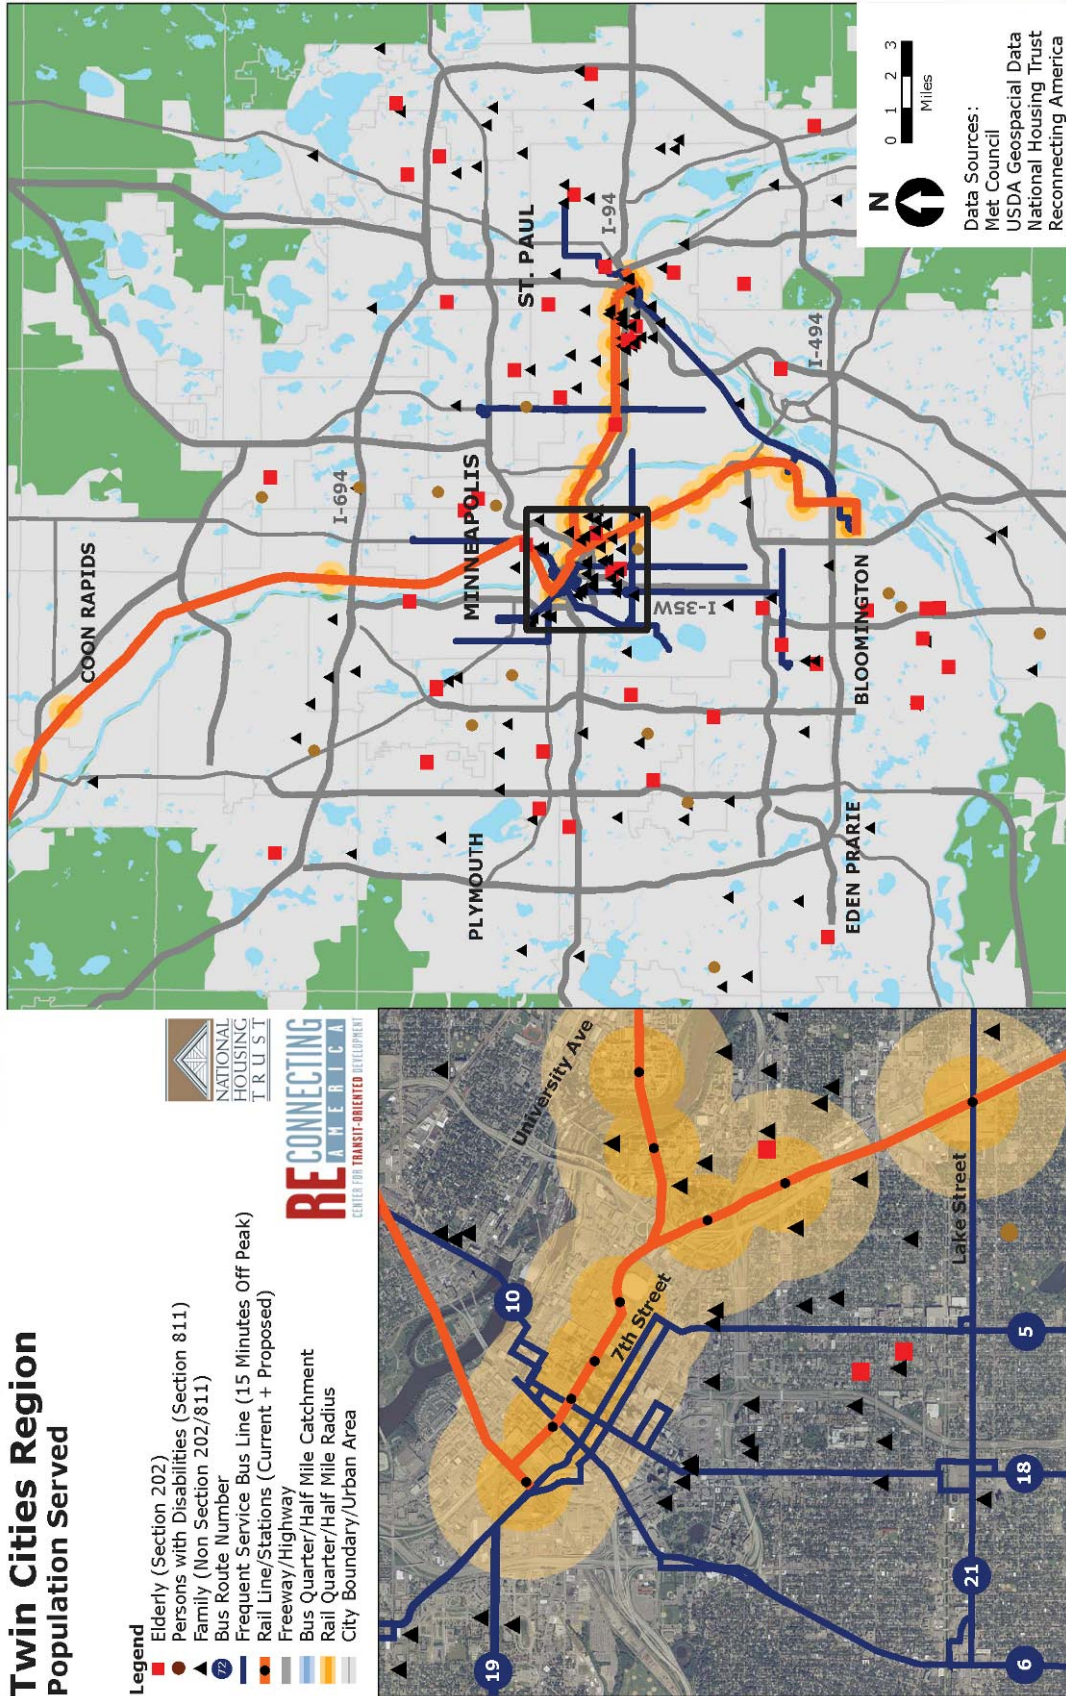 Twin Cities Region
Population Served
Legend
Elderly (Section 202)
Persons with Disabilities (Section 811)
Family (Non Section 202/811)
72
Bus Route Number
Frequent Service Bus Line (15 Minutes Off Peak)
Rail Line/Stations (Current + Proposed)
Freeway/Highway
Bus Quarter/Half Mile Catchment
Rail Quarter/Half Mile Radius
City Boundary/Urban Area
NATIONAL
HOUSING
TRUST
RECONNECTING
AMERICA
CENTER FOR TRANSIT-ORIENTED DEVELOPMENT
University Ave
10
7th Street
19
Lake Street
5
18
21
6
COON RAPIDS
I-694
MINNEAPOLIS
ST. PAUL
I-94
PLYMOUTH
I-35W
I-494
BLOOMINGTON
EDEN PRARIE
N
0 1 2 3
Miles
Data Sources:
Met Council
USDA Geospacial Data
National Housing Trust
Reconnecting America